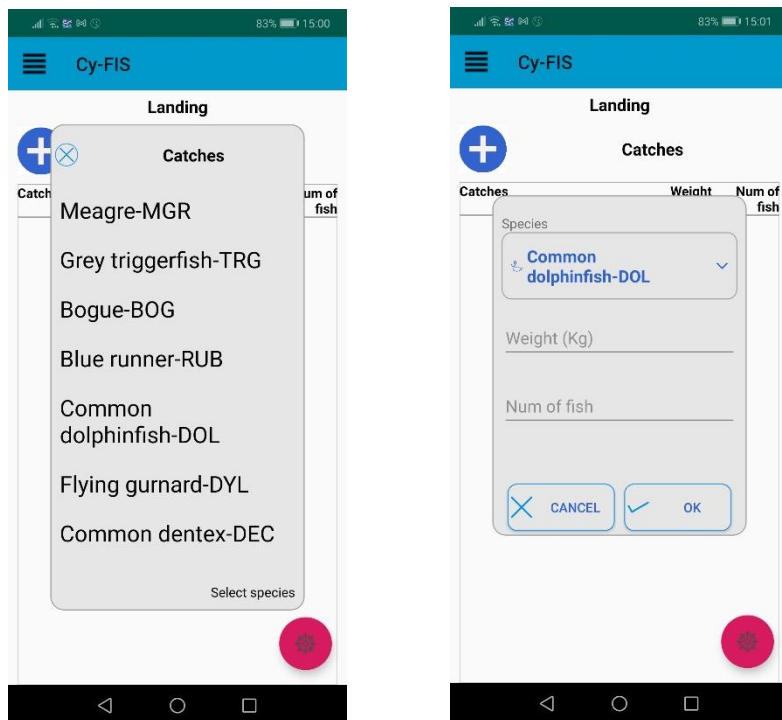 83% 15:00
Cy-FIS
Landing
Catches
Catch
um of
fish
Meagre-MGR
Grey triggerfish-TRG
Bogue-BOG
Blue runner-RUB
Common
dolphinfish-DOL
Flying gurnard-DYL
Common dentex-DEC
Select species
83% 15:01
Cy-FIS
Landing
Catches
Catches Weight Num of
fish
Species
Common
dolphinfish-DOL
Weight (Kg)
Num of fish
CANCEL OK